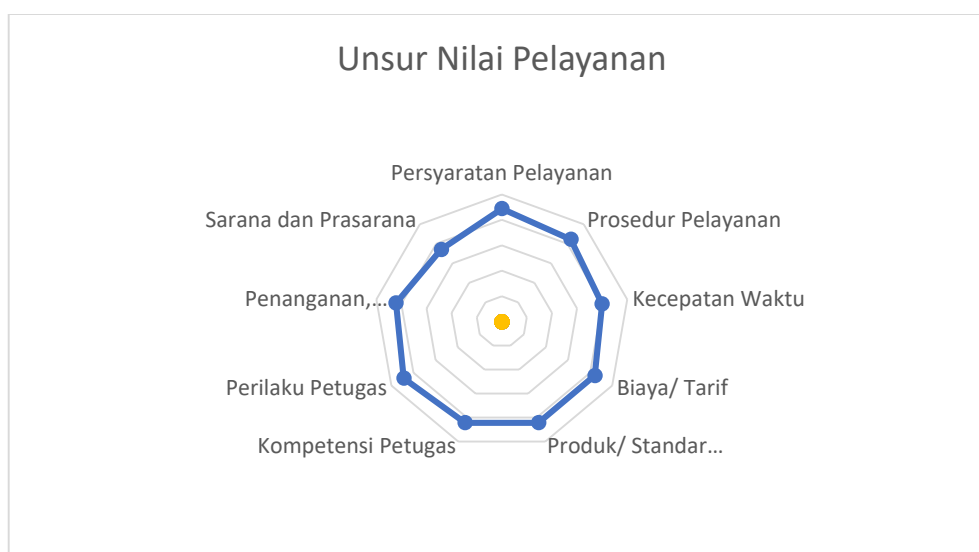 Unsur Nilai Pelayanan
Persyaratan Pelayanan
Prosedur Pelayanan
Kecepatan Waktu
Biaya/ Tarif
Produk/ Standar...
Kompetensi Petugas
Perilaku Petugas
Penanganan,...
Sarana dan Prasarana